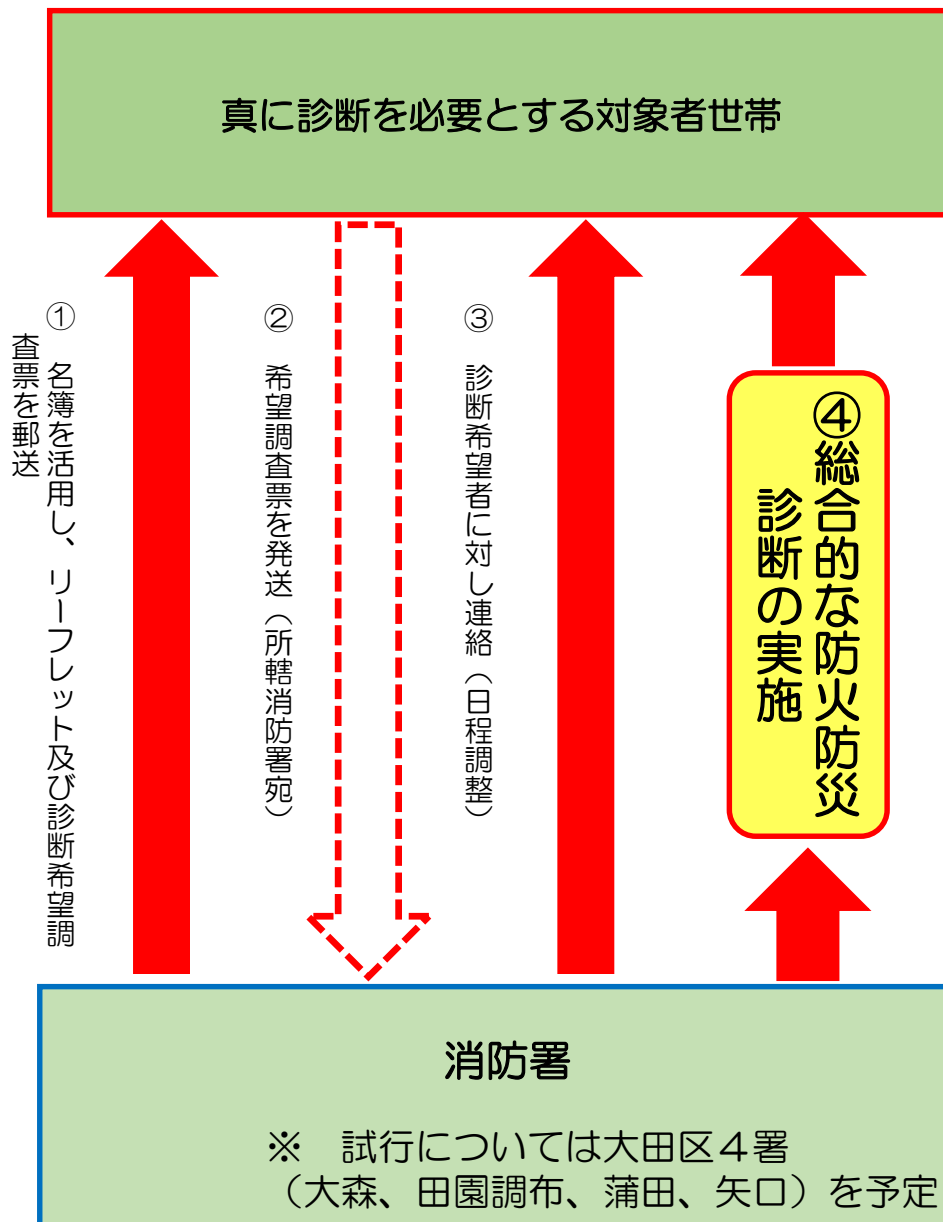 真に診断を必要とする対象者世帯
① 名簿を活用し、リーフレット及び診断希望調
査票を郵送
② 希望調査票を発送（所轄消防署宛）
③ 診断希望者に対し連絡（日程調整）
④総合的な防火防災
診断の実施
消防署
※ 試行については大田区４署
（大森、田園調布、蒲田、矢口）を予定